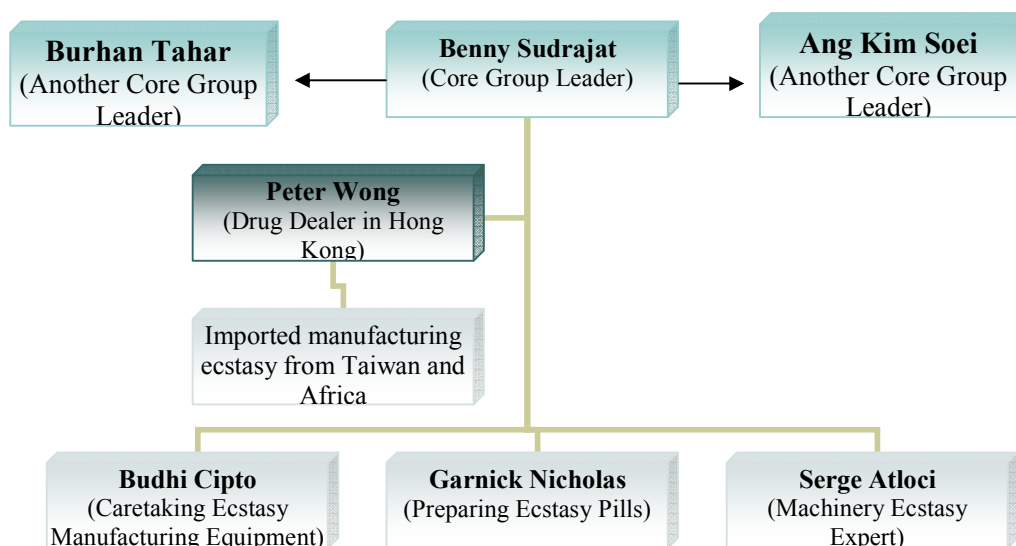 Burhan Tahar
(Another Core Group
Leader)
Benny Sudrajat
(Core Group Leader)
Ang Kim Soei
(Another Core Group
Leader)
Peter Wong
(Drug Dealer in Hong
Kong)
Imported manufacturing
ecstasy from Taiwan and
Africa
Budhi Cipto
(Caretaking Ecstasy
Manufacturing Equipment)
Garnick Nicholas
(Preparing Ecstasy Pills)
Serge Atloci
(Machinery Ecstasy
Expert)